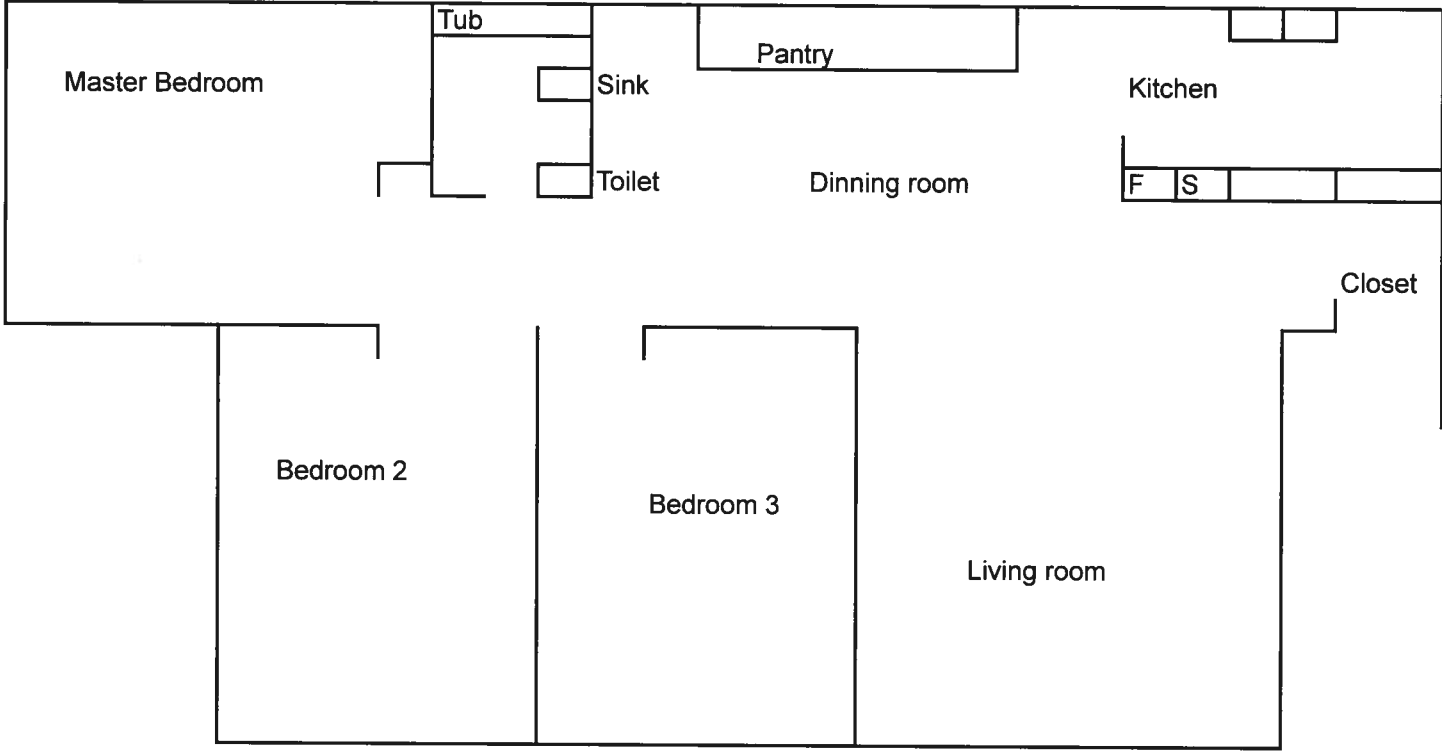 Tub
Pantry
Master Bedroom
Sink
Kitchen
Toilet
Dinning room
F
S
Closet
Bedroom 2
Bedroom 3
Living room